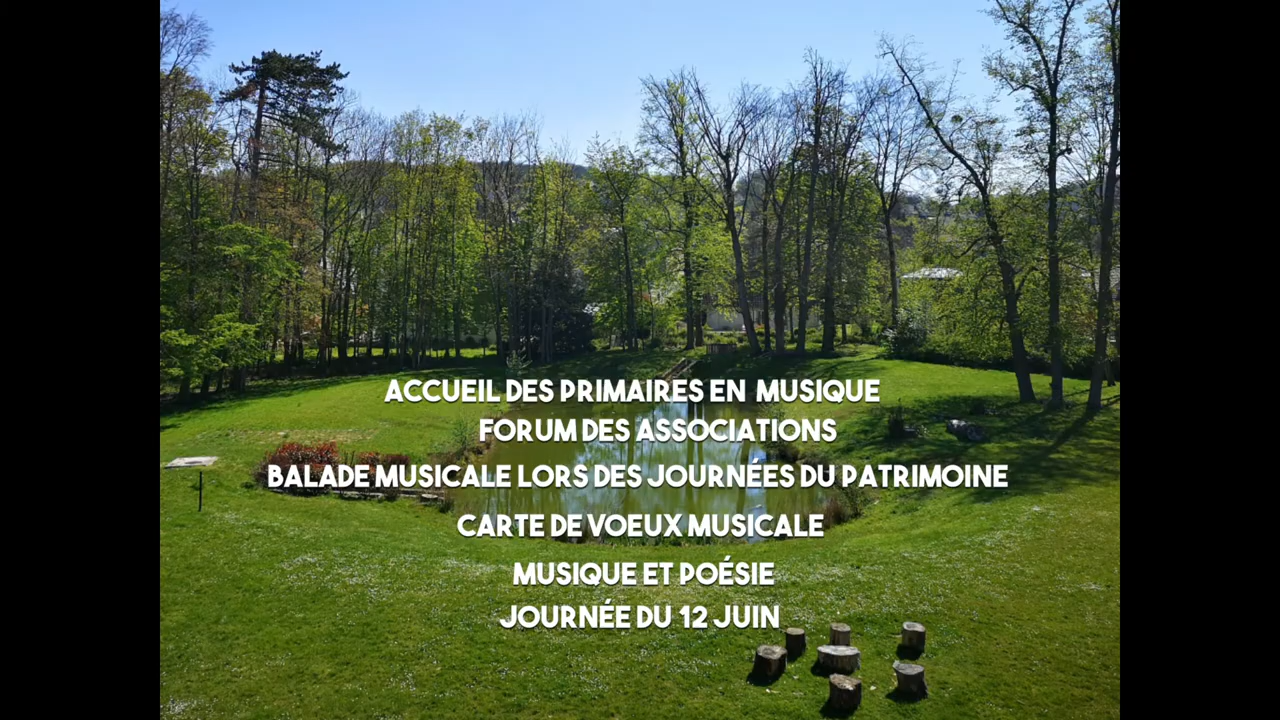 ACCUEIL DES PRIMAIRES EN MUSIQUE
FORUM DES ASSOCIATIONS
BALADE MUSICALE LORS DES JOURNÉES DU PATRIMOINE
CARTE DE VOEUX MUSICALE
MUSIQUE ET POÉSIE
JOURNÉE DU 12 JUIN